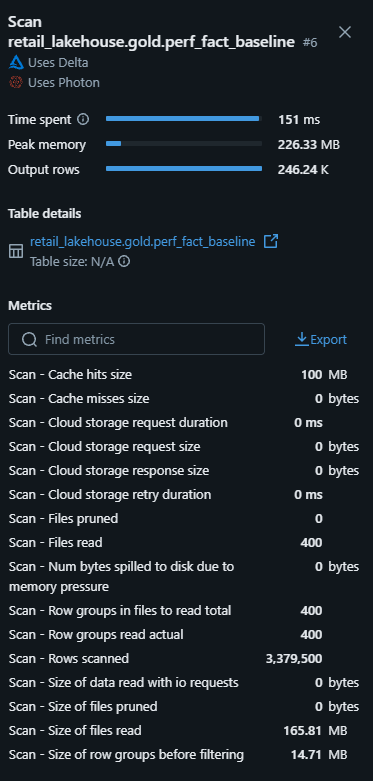 Scan
retail_lakehouse.gold.perf_fact_baseline #6
Uses Delta
Uses Photon
Time spent 151 ms
Peak memory 226.33 MB
Output rows 246.24 K
Table details
retail_lakehouse.gold.perf_fact_baseline
Table size: N/A
Metrics
Find metrics Export
Scan - Cache hits size 100 MB
Scan - Cache misses size 0 bytes
Scan - Cloud storage request duration 0 ms
Scan - Cloud storage request size 0 bytes
Scan - Cloud storage response size 0 bytes
Scan - Cloud storage retry duration 0 ms
Scan - Files pruned 0
Scan - Files read 400
Scan - Num bytes spilled to disk due to 0 bytes
memory pressure
Scan - Row groups in files to read total 400
Scan - Row groups read actual 400
Scan - Rows scanned 3,379,500
Scan - Size of data read with io requests 0 bytes
Scan - Size of files pruned 0 bytes
Scan - Size of files read 165.81 MB
Scan - Size of row groups before filtering 14.71 MB